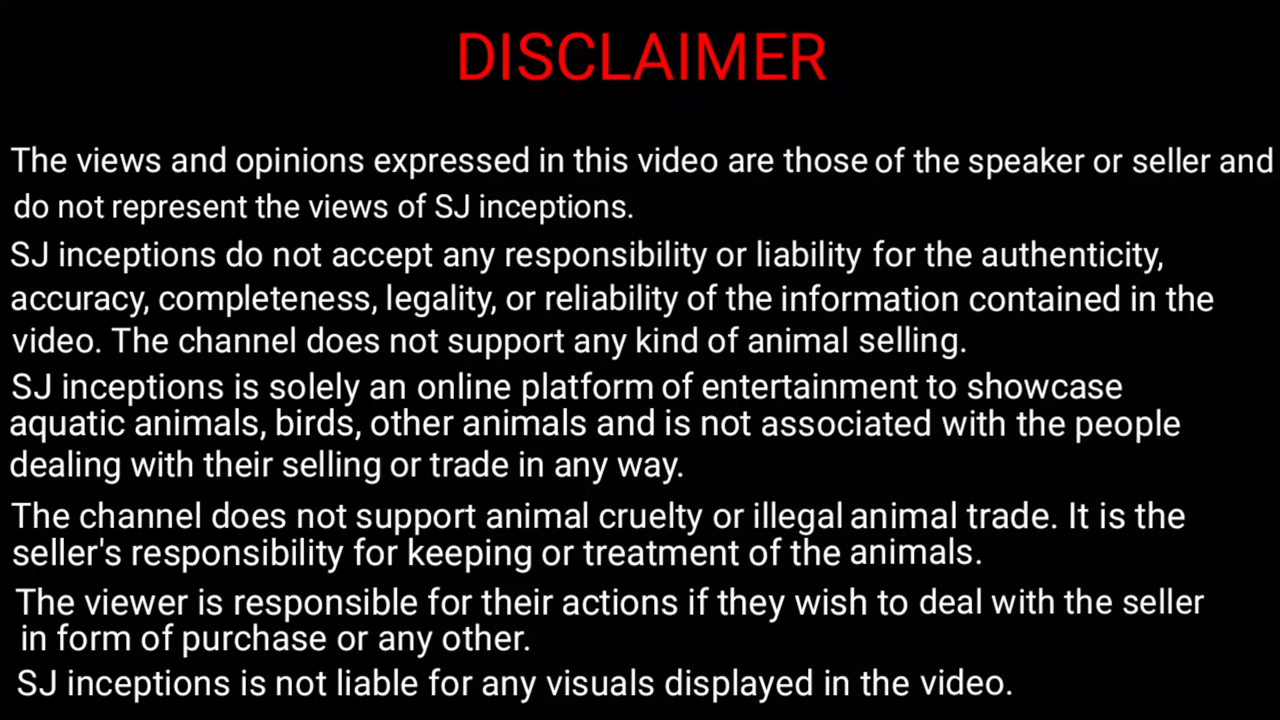 DISCLAIMER
The views and opinions expressed in this video are those of the speaker or seller and
do not represent the views of SJ inceptions.
SJ inceptions do not accept any responsibility or liability for the authenticity,
accuracy, completeness, legality, or reliability of the information contained in the
video. The channel does not support any kind of animal selling.
SJ inceptions is solely an online platform of entertainment to showcase
aquatic animals, birds, other animals and is not associated with the people
dealing with their selling or trade in any way.
The channel does not support animal cruelty or illegal animal trade. It is the
seller's responsibility for keeping or treatment of the animals.
The viewer is responsible for their actions if they wish to deal with the seller
in form of purchase or any other.
SJ inceptions is not liable for any visuals displayed in the video.